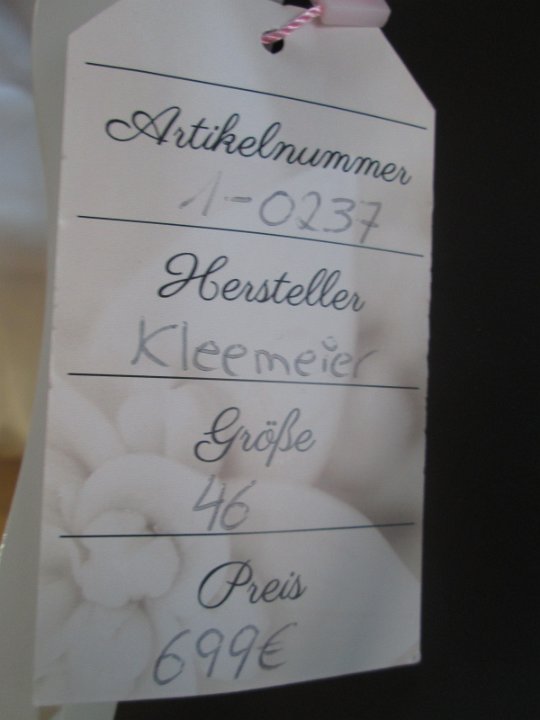 Artikelnummer
1-0237
Hersteller
Kleemeier
Größe
46
Preis
699€